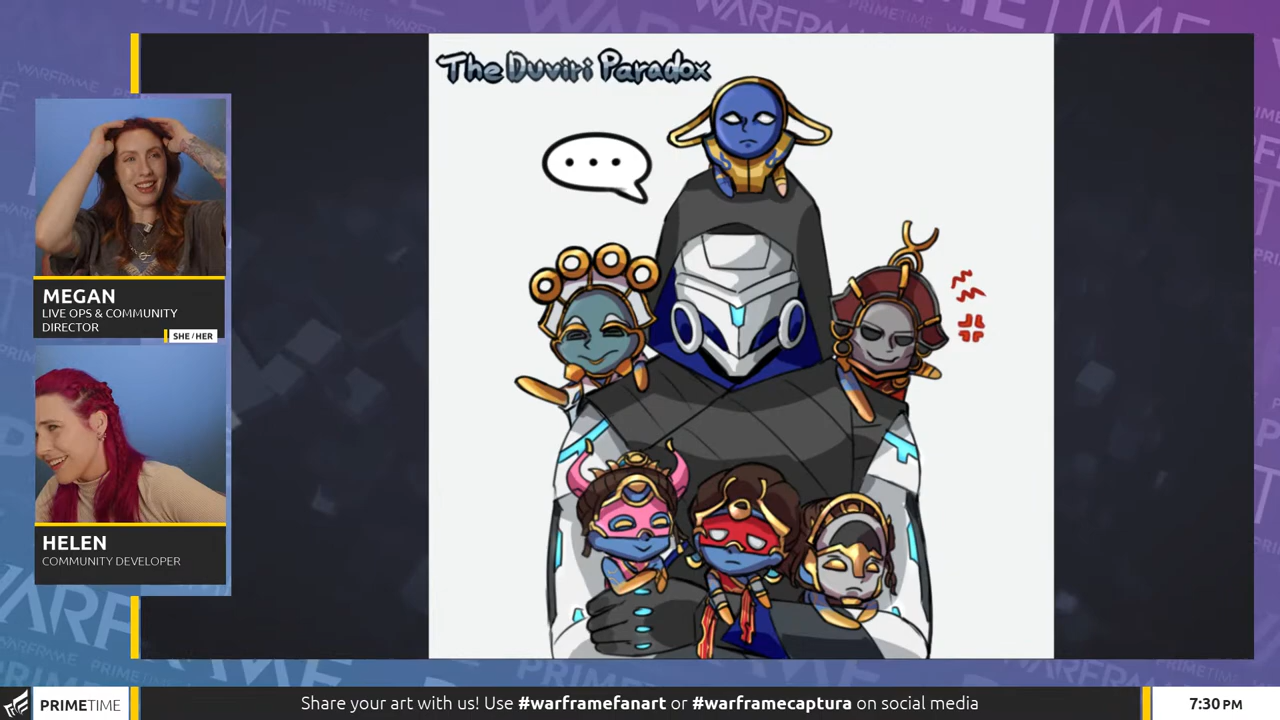 The Duviri Paradox
...
MEGAN
LIVE OPS & COMMUNITY
DIRECTOR
SHE/HER
HELEN
COMMUNITY DEVELOPER
PRIMETIME
Share your art with us! Use #warframefanart or #warframecaptura on social media
7:30 PM